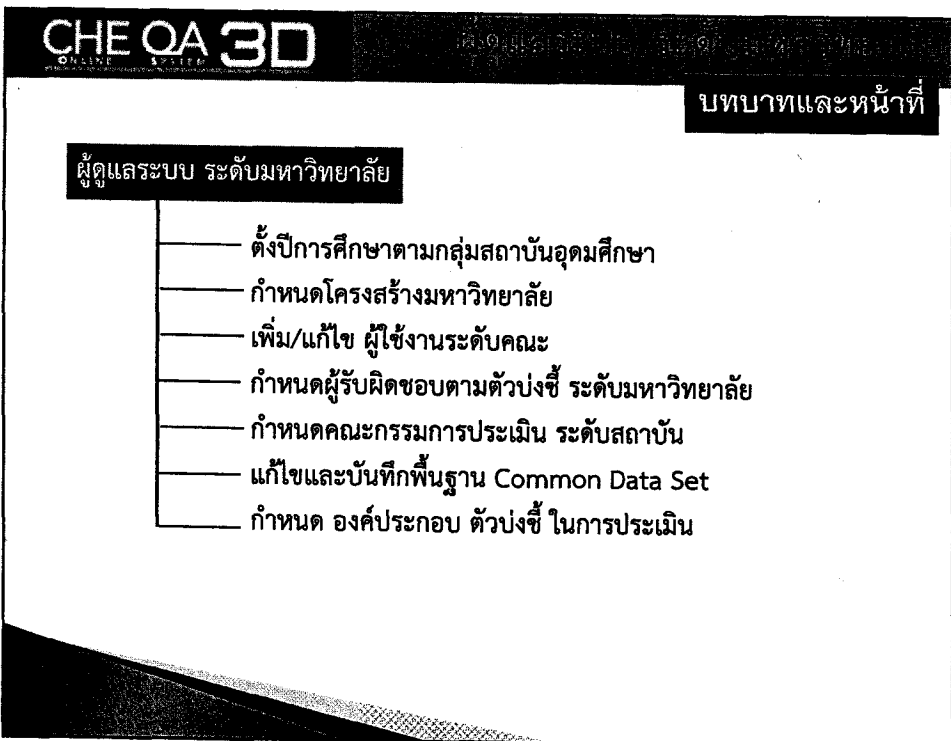 CHE QA 3D
ONLINE SYSTEM
บทบาทและหน้าที่
ผู้ดูแลระบบ ระดับมหาวิทยาลัย
ตั้งปีการศึกษาตามกลุ่มสถาบันอุดมศึกษา
กำหนดโครงสร้างมหาวิทยาลัย
เพิ่ม/แก้ไข ผู้ใช้งานระดับคณะ
กำหนดผู้รับผิดชอบตามตัวบ่งชี้ ระดับมหาวิทยาลัย
กำหนดคณะกรรมการประเมิน ระดับสถาบัน
แก้ไขและบันทึกพื้นฐาน Common Data Set
กำหนด องค์ประกอบ ตัวบ่งชี้ ในการประเมิน